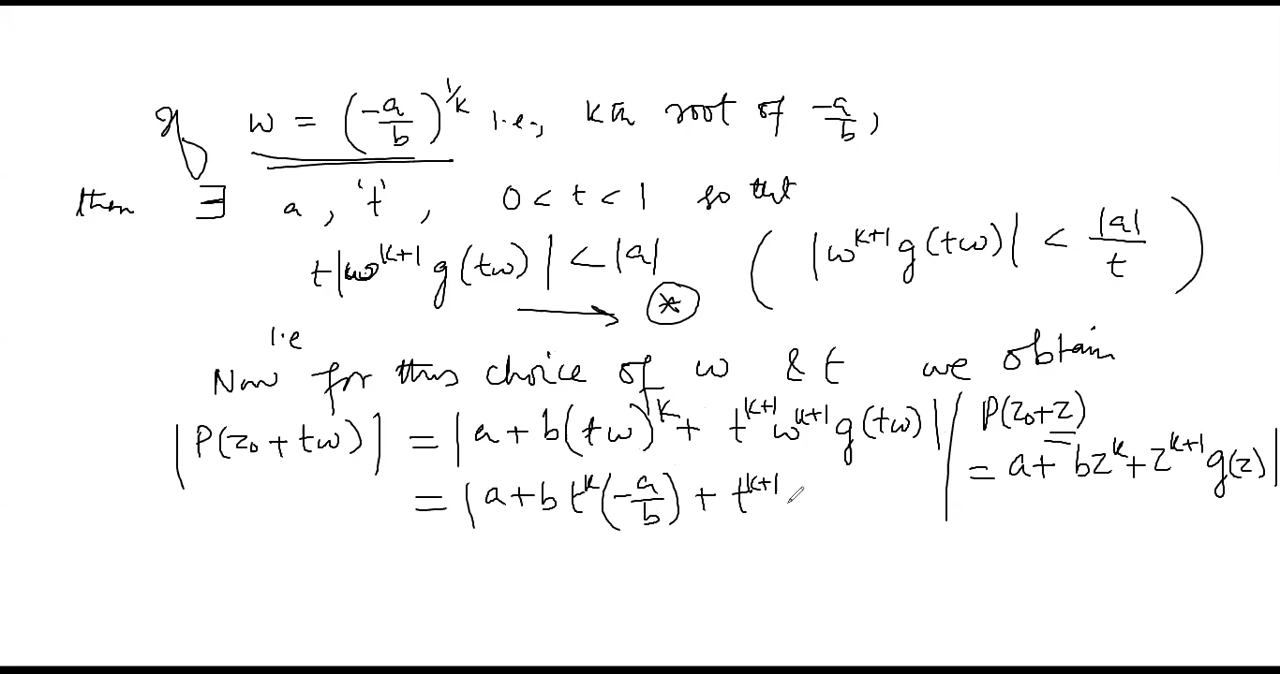 If w = (-a/b)^{1/k} i.e., kth root of -a/b,
then ∃ a, 't', 0 < t < 1 so that
t|w^{k+1} g(tw)| < |a| ( |w^{k+1} g(tw)| < |a|/t )
⟶ ⊛
i.e
Now for this choice of w & t we obtain
|P(z₀ + tw)| = |a + b(tw)^k + t^{k+1} w^{k+1} g(tw)| | P(z₀+z)
= |a + b t^k (-a/b) + t^{k+1} | = a + bz^k + z^{k+1} g(z)|